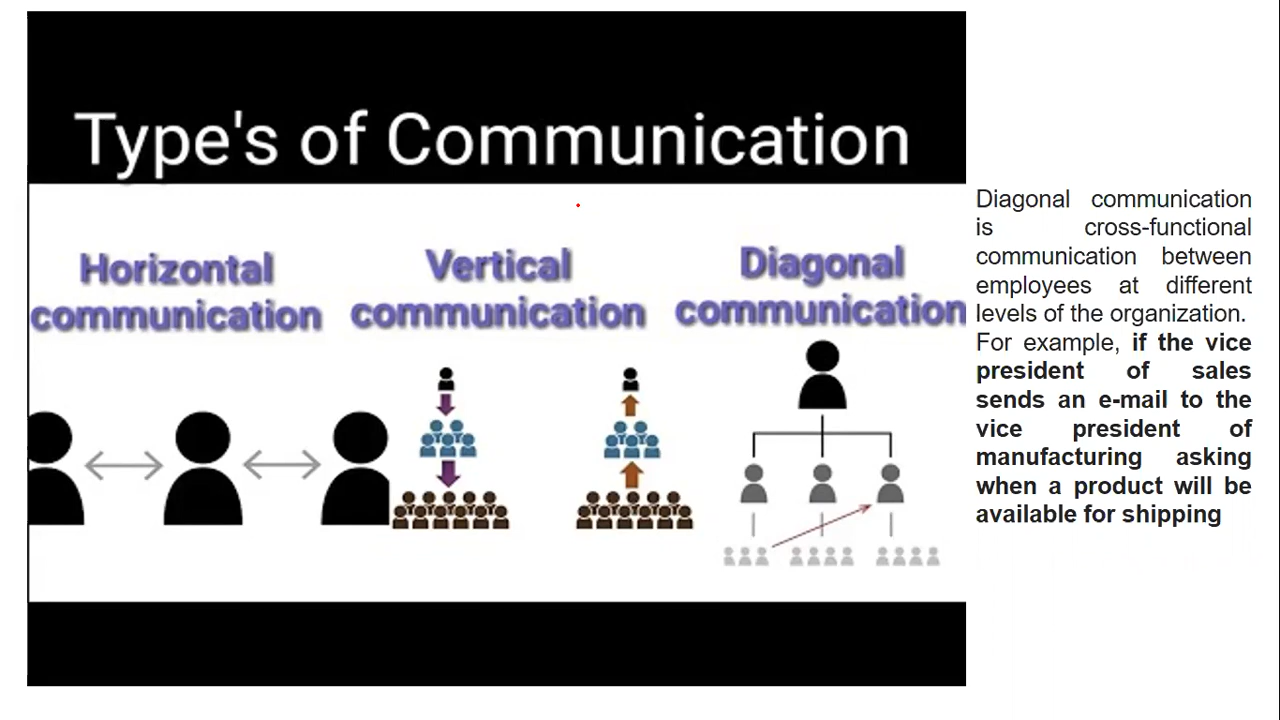 Type's of Communication
Horizontal
communication
Vertical
communication
Diagonal
communication
Diagonal communication
is cross-functional
communication between
employees at different
levels of the organization.
For example, if the vice
president of sales
sends an e-mail to the
vice president of
manufacturing asking
when a product will be
available for shipping